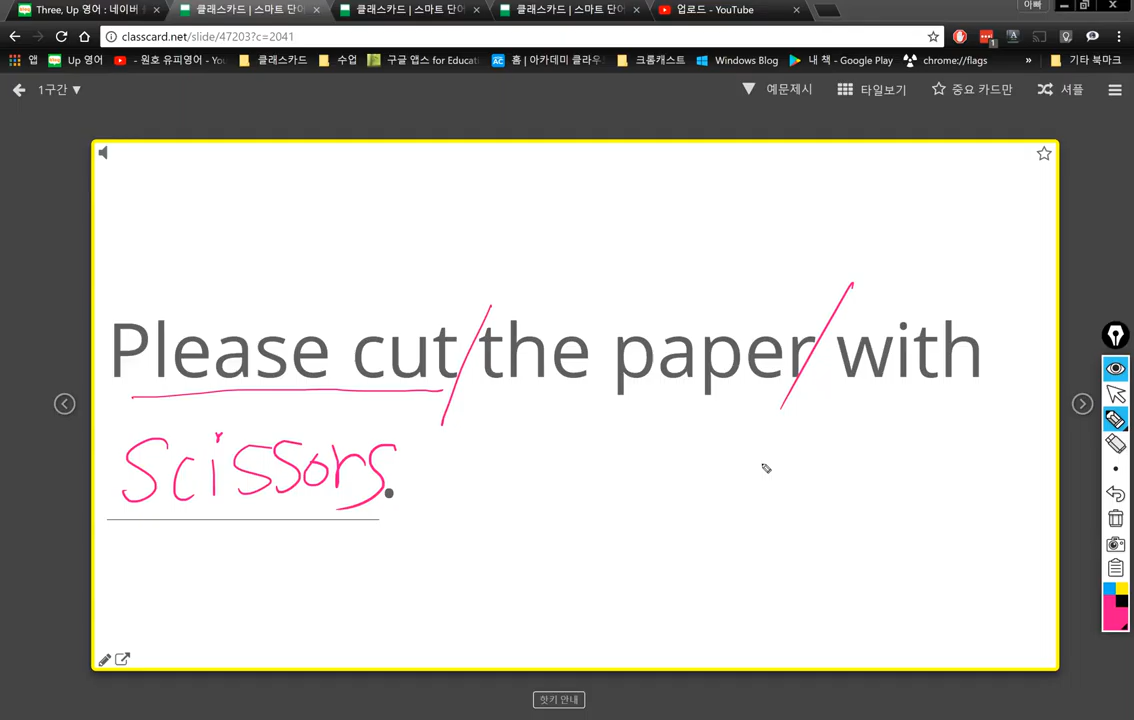 Three, Up 영어 : 네이버
클래스카드 | 스마트 단어
클래스카드 | 스마트 단
클래스카드 | 스마트 단
업로드 - YouTube
아빠
classcard.net/slide/47203?c=2041
앱
Up 영어
- 원호 유피영어 - You
클래스카드
수업
구글 앱스 for Educati
홈 | 아카데미 클라우
크롬캐스트
Windows Blog
내 책 - Google Play
chrome://flags
»
기타 북마크
1구간 ▼
▼ 예문제시
타일보기
중요 카드만
셔플
Please cut / the paper / with
Scissors.
핫키 안내